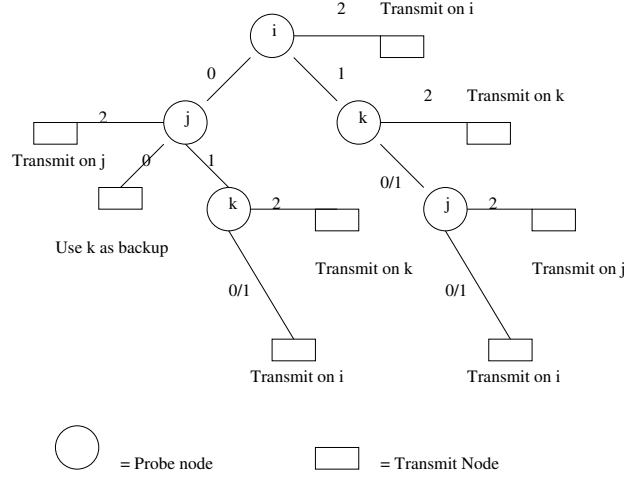 2 Transmit on i
i
0 1
2 Transmit on k
2 j k
Transmit on j 0 1 0/1
k 2 j 2
Use k as backup
Transmit on k Transmit on j
0/1 0/1
Transmit on i Transmit on i
= Probe node = Transmit Node